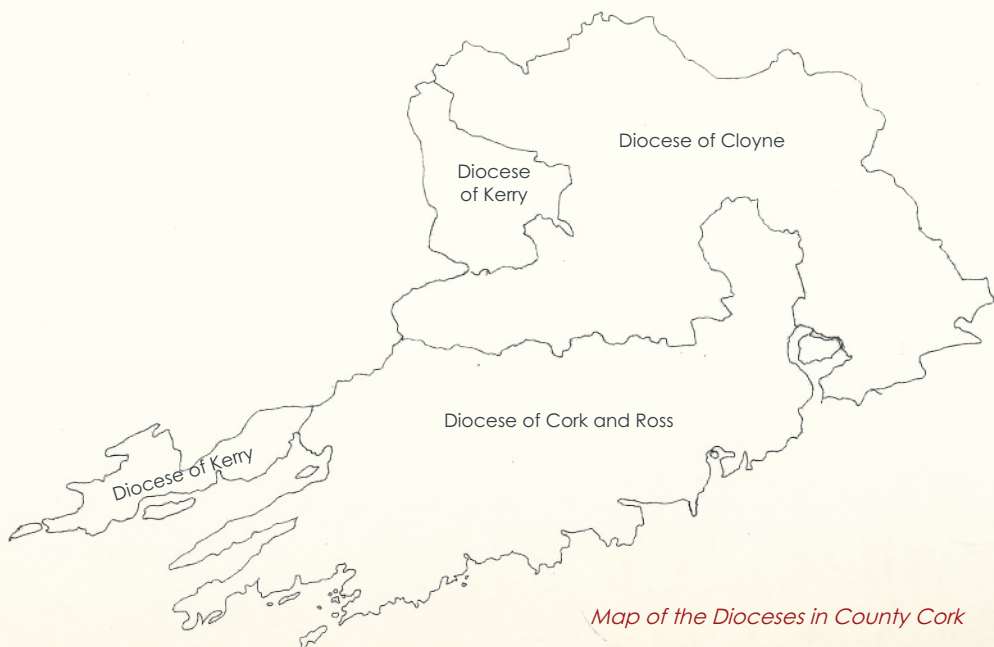 Diocese of Cloyne
Diocese
of Kerry
Diocese of Cork and Ross
Diocese of Kerry
Map of the Dioceses in County Cork